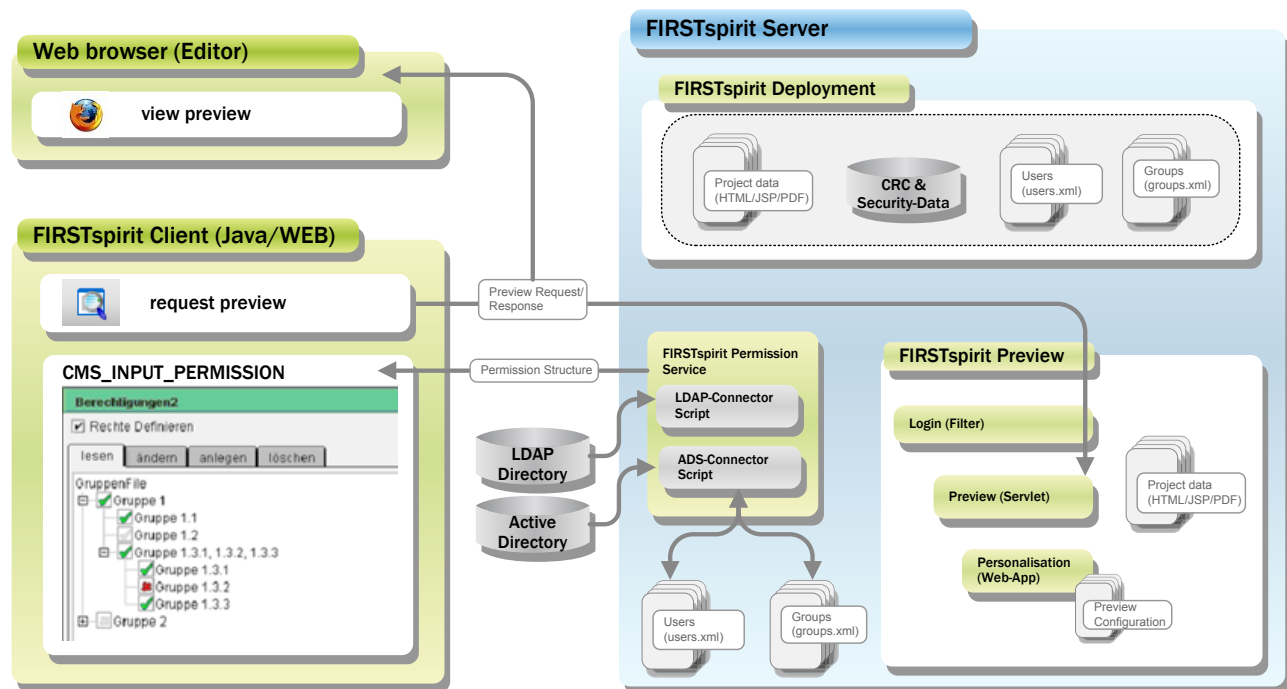 Web browser (Editor)
view preview
FIRSTspirit Client (Java/WEB)
request preview
CMS_INPUT_PERMISSION
Berechtigungen2
Rechte Definieren
lesen ändern anlegen löschen
GruppenFile
Gruppe 1
Gruppe 1.1
Gruppe 1.2
Gruppe 1.3.1, 1.3.2, 1.3.3
Gruppe 1.3.1
Gruppe 1.3.2
Gruppe 1.3.3
Gruppe 2
Preview Request/
Response
Permission Structure
LDAP
Directory
Active
Directory
FIRSTspirit Server
FIRSTspirit Deployment
Project data
(HTML/JSP/PDF)
CRC &
Security-Data
Users
(users.xml)
Groups
(groups.xml)
FIRSTspirit Permission
Service
LDAP-Connector
Script
ADS-Connector
Script
Users
(users.xml)
Groups
(groups.xml)
FIRSTspirit Preview
Login (Filter)
Preview (Servlet)
Project data
(HTML/JSP/PDF)
Personalisation
(Web-App)
Preview
Configuration